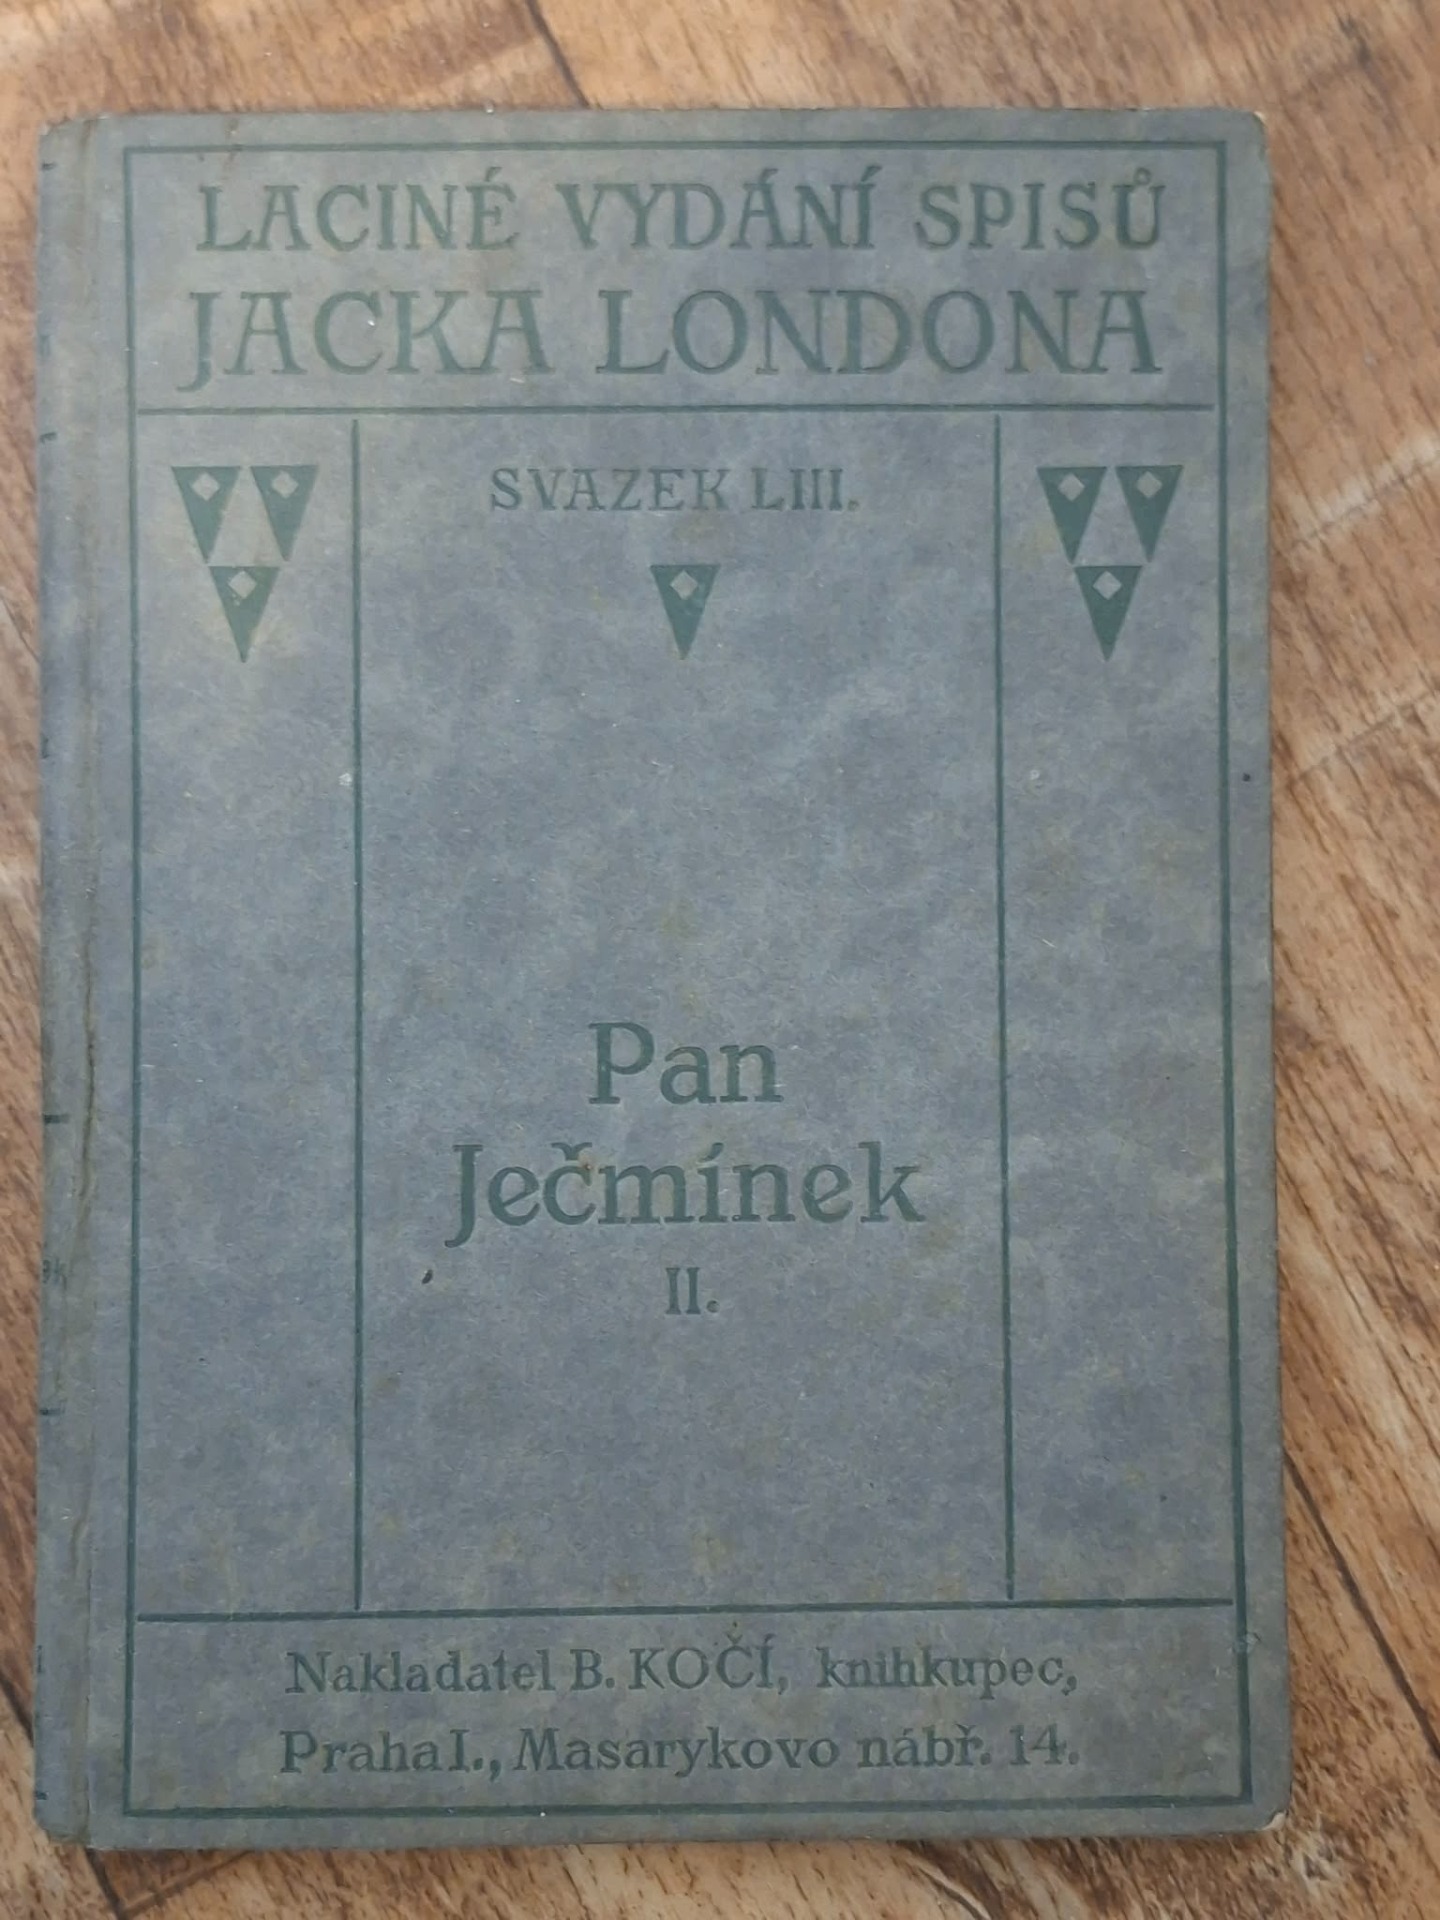 LACINÉ VYDÁNÍ SPISŮ
JACKA LONDONA
SVAZEK LIII.
Pan
Ječmínek
II.
Nakladatel B. KOČÍ, knihkupec,
Praha I., Masarykovo nábř. 14.